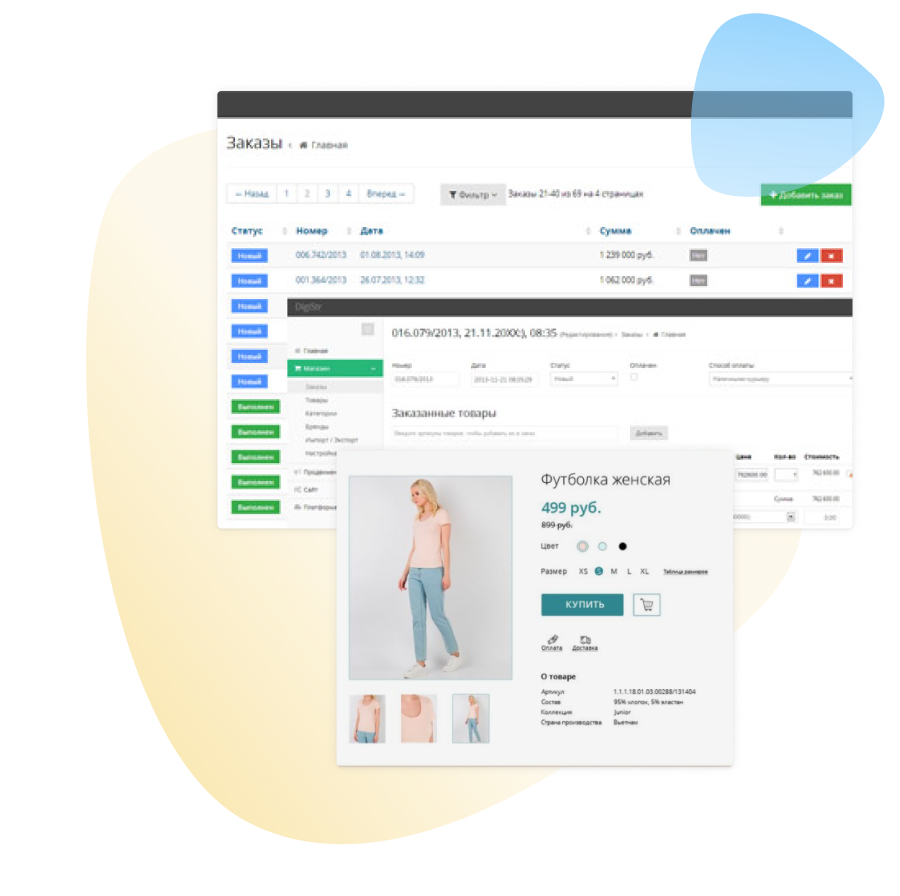 Заказы ‹ Главная
← Назад 1 2 3 4 Вперед → Фильтр Заказы 21-40 из 69 на 4 страницах + Добавить заказ
Статус Номер Дата Сумма Оплачен
Новый 006.742/2013 01.08.2013, 14:09 1 239 000 руб. Нет
Новый 001.364/2013 26.07.2013, 12:32 1 062 000 руб. Нет
Новый
Новый
Новый
Новый
Выполнен
Выполнен
Выполнен
Выполнен
Выполнен
DigiStr
016.079/2013, 21.11.20XX;), 08:35 (Редактирование) ‹ Заказы ‹ Главная
Главная
Магазин
Заказы
Товары
Категории
Бренды
Импорт / Экспорт
Настройка
Продвижен
Сайт
Платформа
Номер Дата Статус Оплачен Способ оплаты
016.079/2013 2013-11-21 08:35:29 Новый Наличными курьеру
Заказанные товары
Введите артикулы товаров, чтобы добавить их в заказ Добавить
Цена Кол-во Стоимость
762600.00 762 600.00
Сумма 762 600.00
0.00
Футболка женская
499 руб.
899 руб.
Цвет
Размер XS S M L XL Таблица размеров
КУПИТЬ
Оплата Доставка
О товаре
Артикул 1.1.1.18.01.03.00288/131404
Состав 95% хлопок, 5% эластан
Коллекция Junior
Страна производства Вьетнам